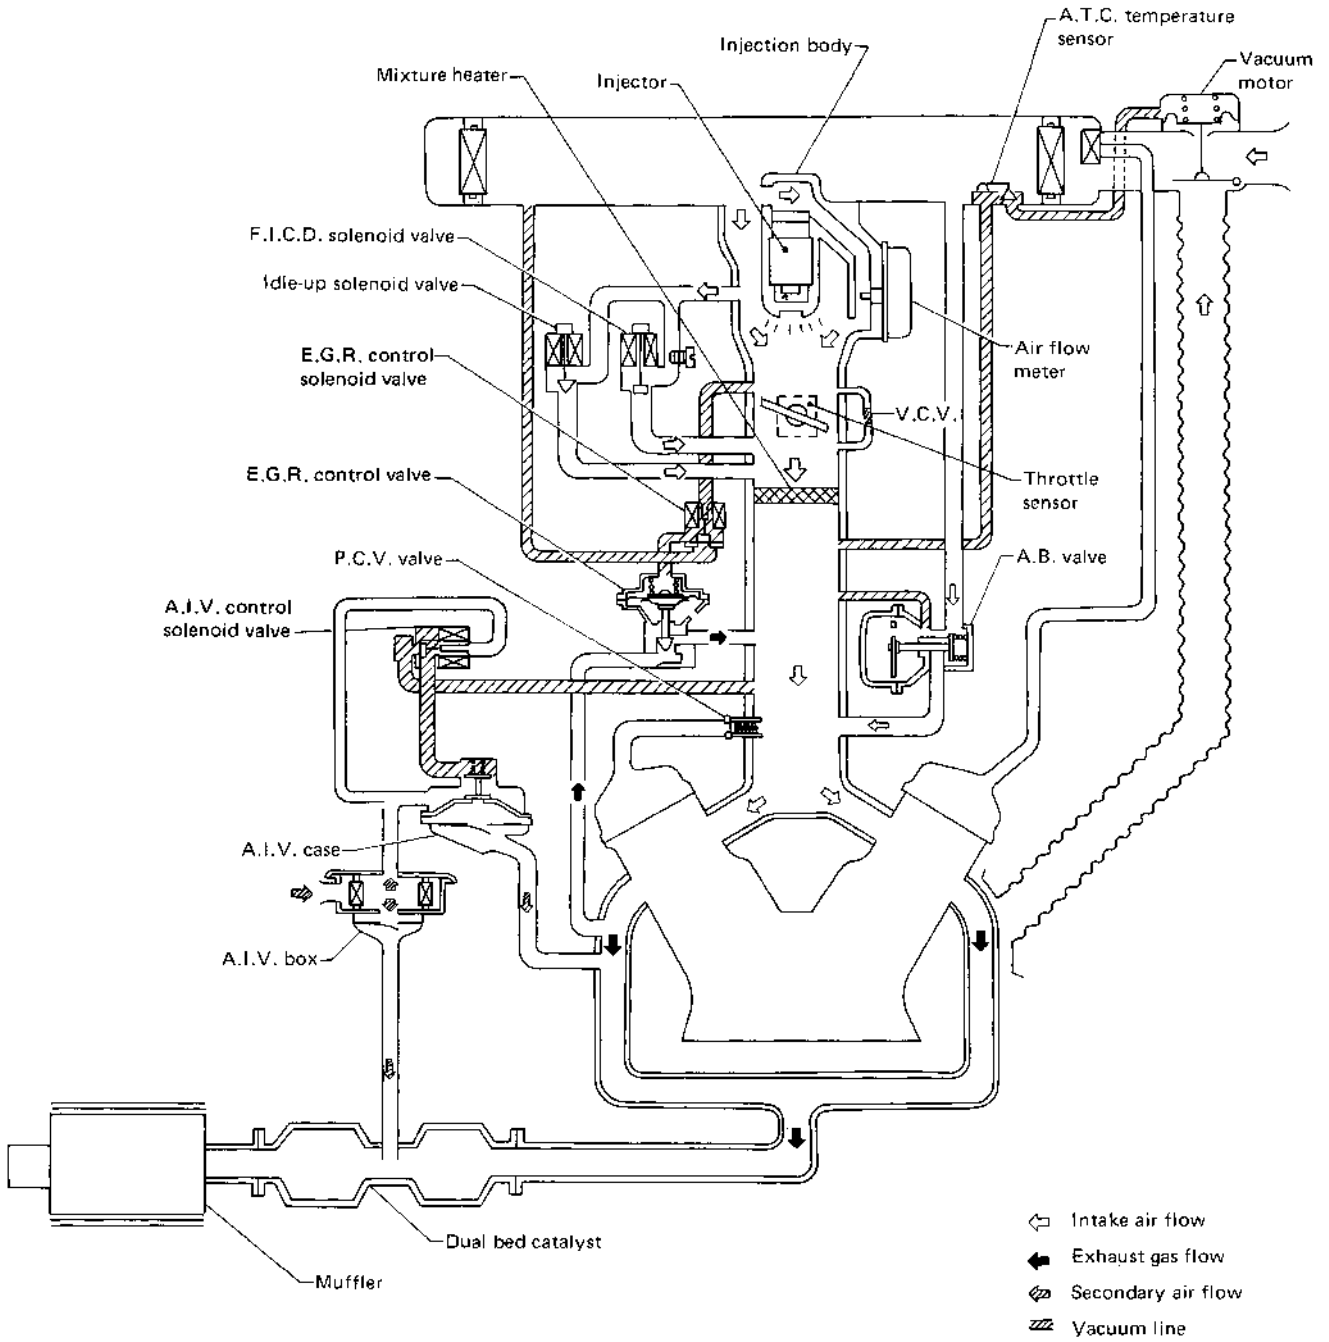 A.T.C. temperature
sensor
Injection body
Vacuum
motor
Mixture heater
Injector
F.I.C.D. solenoid valve
Idle-up solenoid valve
E.G.R. control
solenoid valve
Air flow
meter
V.C.V.
E.G.R. control valve
Throttle
sensor
P.C.V. valve
A.B. valve
A.I.V. control
solenoid valve
A.I.V. case
A.I.V. box
Dual bed catalyst
Muffler
Intake air flow
Exhaust gas flow
Secondary air flow
Vacuum line